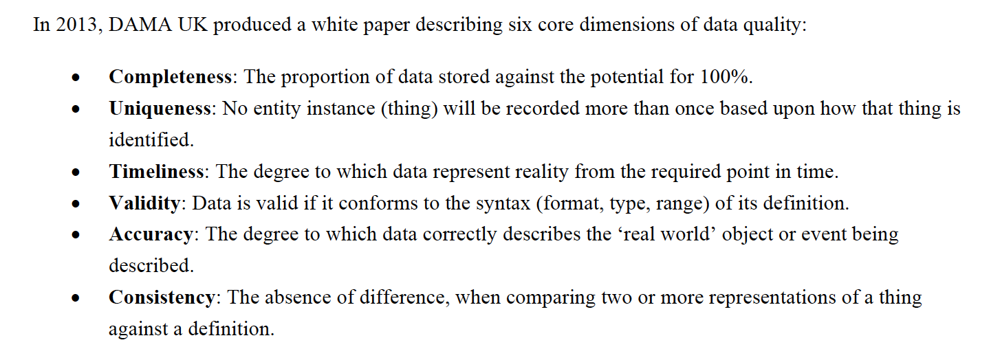 In 2013, DAMA UK produced a white paper describing six core dimensions of data quality:
• Completeness: The proportion of data stored against the potential for 100%.
• Uniqueness: No entity instance (thing) will be recorded more than once based upon how that thing is
identified.
• Timeliness: The degree to which data represent reality from the required point in time.
• Validity: Data is valid if it conforms to the syntax (format, type, range) of its definition.
• Accuracy: The degree to which data correctly describes the ‘real world’ object or event being
described.
• Consistency: The absence of difference, when comparing two or more representations of a thing
against a definition.